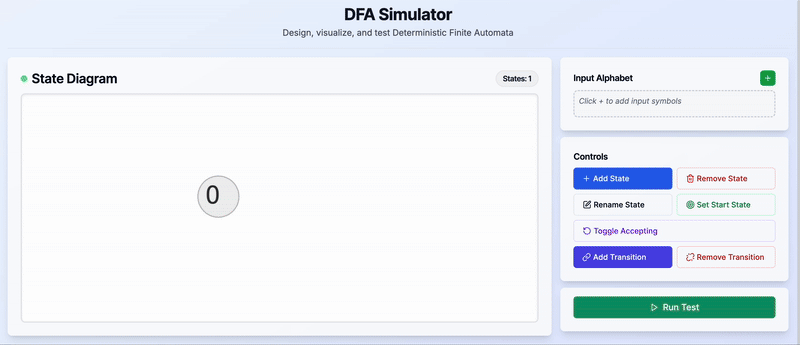 DFA Simulator
Design, visualize, and test Deterministic Finite Automata
State Diagram
States: 1
0
Input Alphabet
+
Click + to add input symbols
Controls
+ Add State
Remove State
Rename State
Set Start State
Toggle Accepting
Add Transition
Remove Transition
Run Test